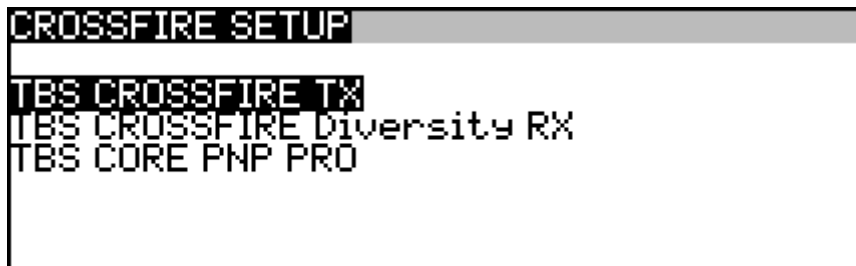 CROSSFIRE SETUP
TBS CROSSFIRE TX
TBS CROSSFIRE Diversity RX
TBS CORE PNP PRO